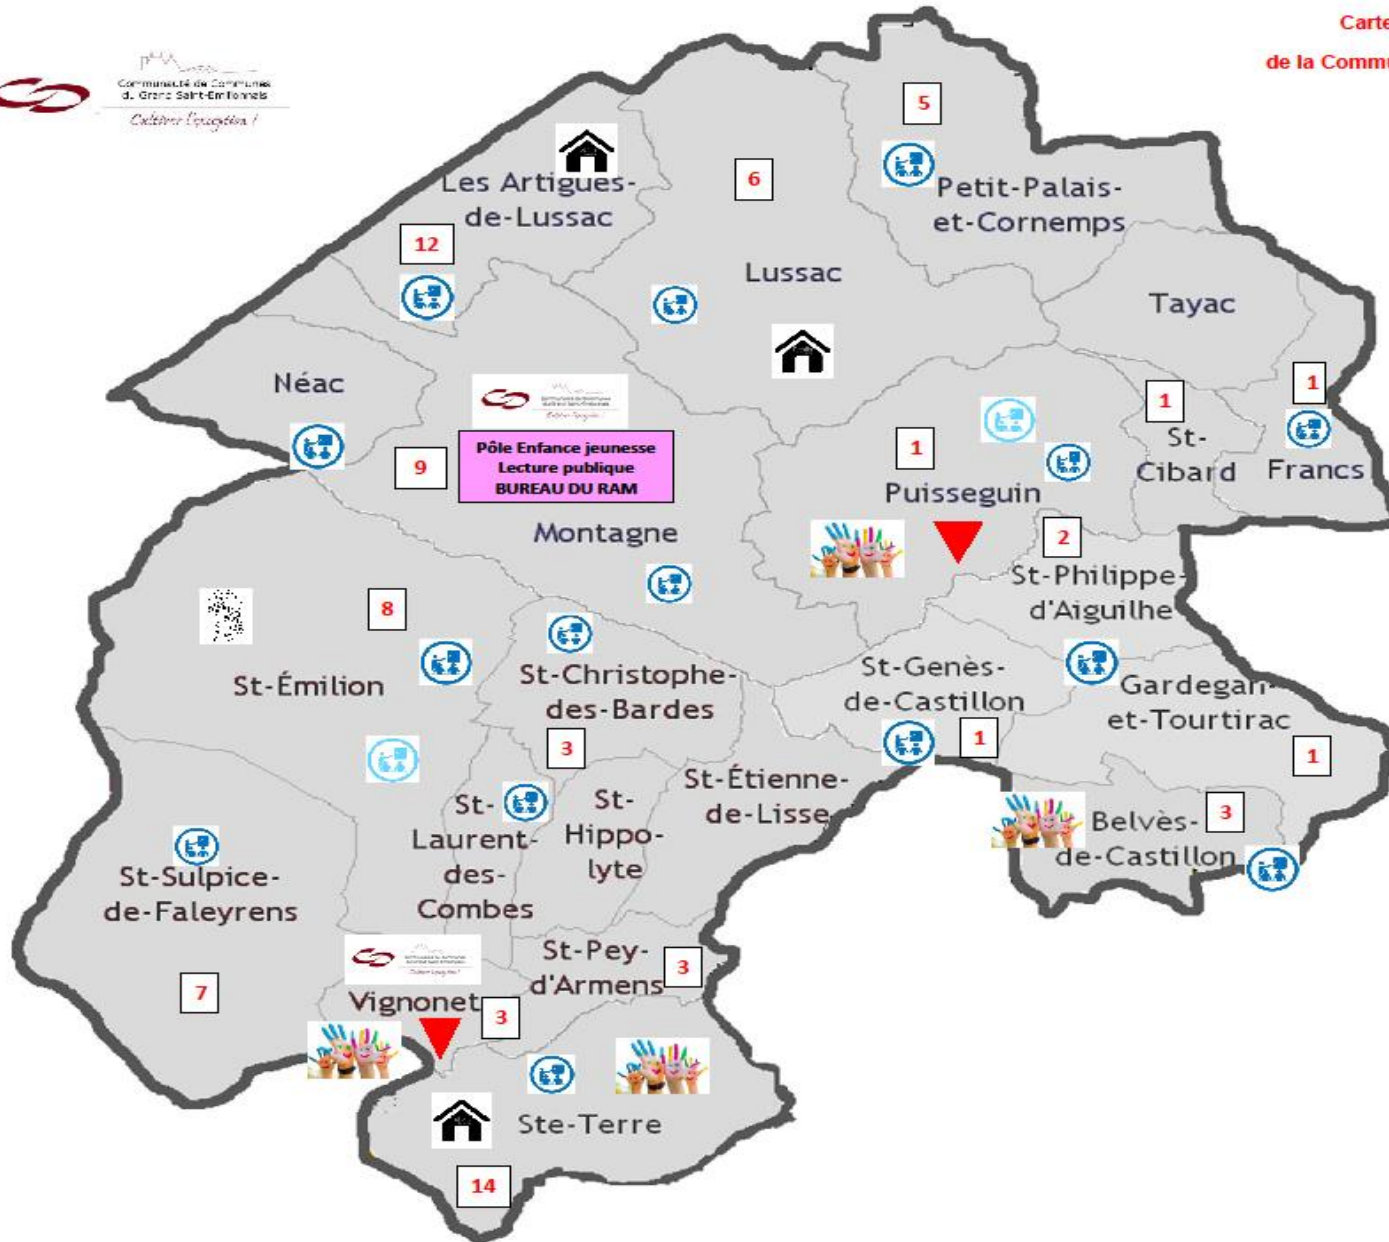 Carte
de la Commu
Communauté de Communes
du Grand Saint-Emilionnais
Cultiver l'exception !
5
Les Artigues-
de-Lussac
6
Petit-Palais-
et-Cornemps
12
Lussac
Tayac
Néac
1
1
9
Pôle Enfance jeunesse
Lecture publique
BUREAU DU RAM
1
St-
Cibard
Francs
Puisseguin
Montagne
2
St-Philippe-
d'Aiguilhe
8
St-Émilion
St-Christophe-
des-Bardes
St-Genès-
de-Castillon
Gardegan-
et-Tourtirac
3
1
1
St-Étienne-
de-Lisse
St-
Laurent-
des-
Combes
St-
Hippo-
lyte
Belvès-
de-Castillon
3
St-Sulpice-
de-Faleyrens
St-Pey-
d'Armens
3
7
Vignonet
3
Ste-Terre
14